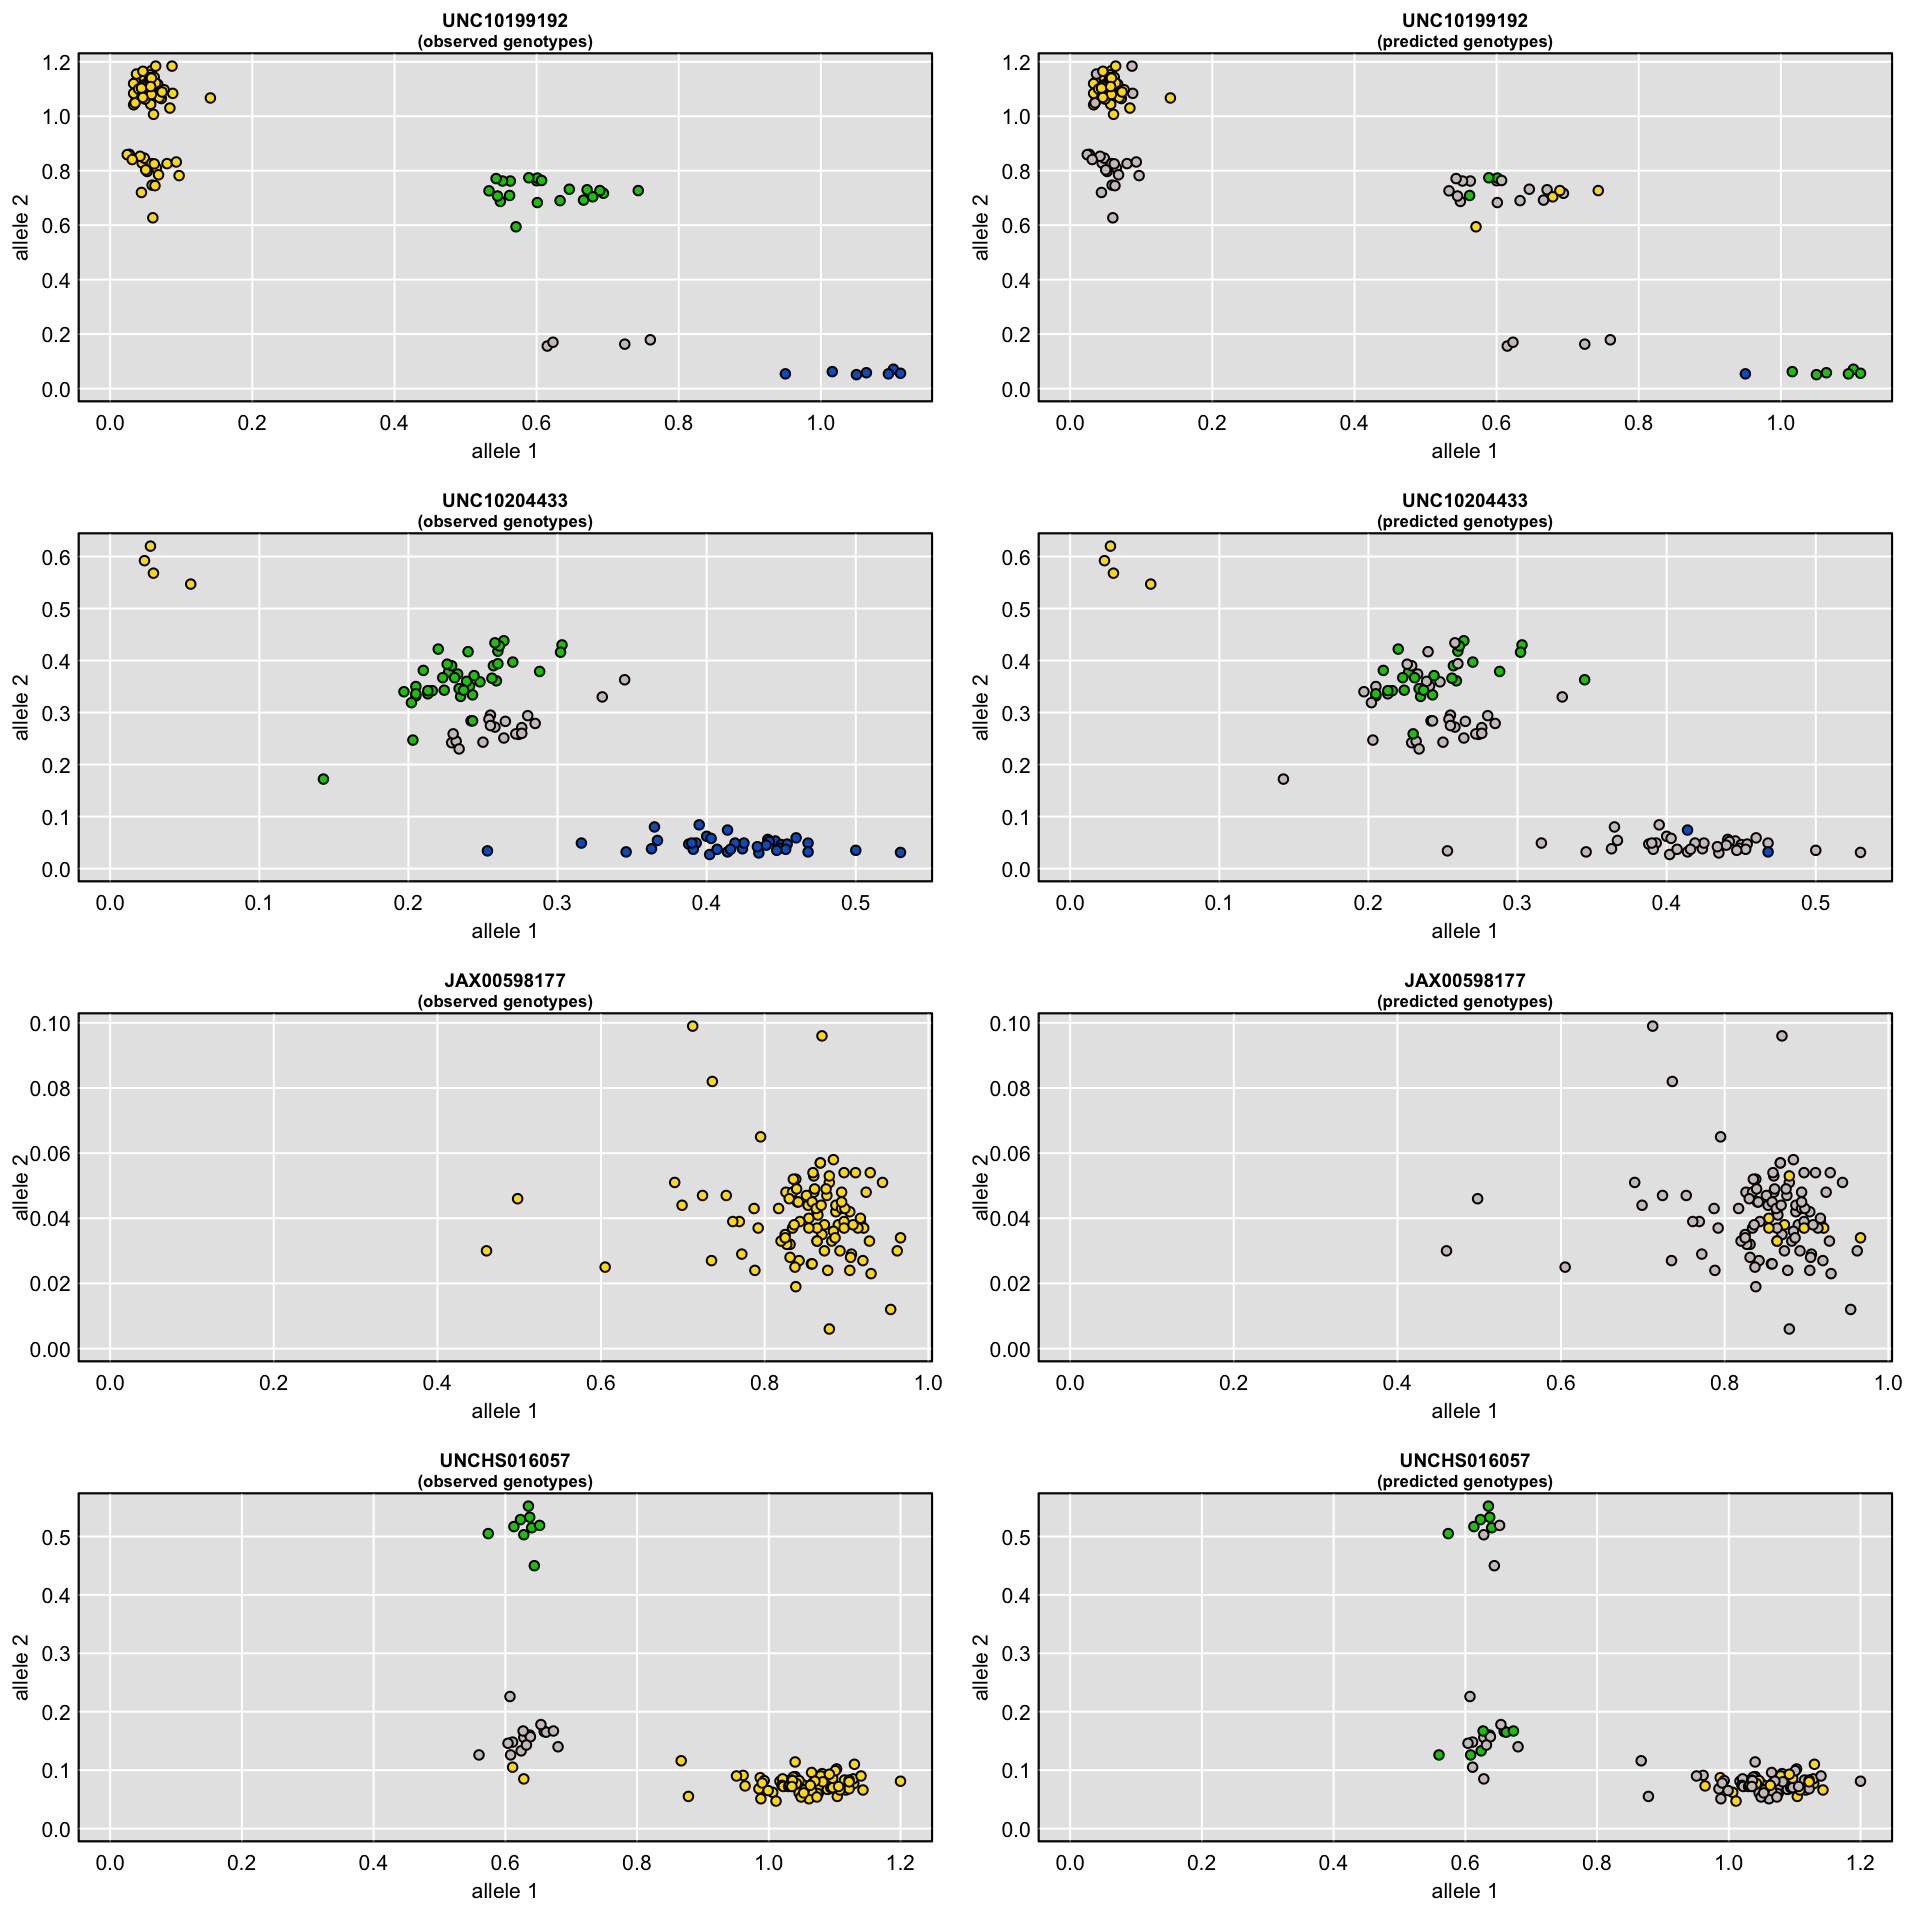 UNC10199192
(observed genotypes)
1.2
1.0
0.8
0.6
0.4
0.2
0.0
allele 2
0.0 0.2 0.4 0.6 0.8 1.0
allele 1
UNC10199192
(predicted genotypes)
1.2
1.0
0.8
0.6
0.4
0.2
0.0
allele 2
0.0 0.2 0.4 0.6 0.8 1.0
allele 1
UNC10204433
(observed genotypes)
0.6
0.5
0.4
0.3
0.2
0.1
0.0
allele 2
0.0 0.1 0.2 0.3 0.4 0.5
allele 1
UNC10204433
(predicted genotypes)
0.6
0.5
0.4
0.3
0.2
0.1
0.0
allele 2
0.0 0.1 0.2 0.3 0.4 0.5
allele 1
JAX00598177
(observed genotypes)
0.10
0.08
0.06
0.04
0.02
0.00
allele 2
0.0 0.2 0.4 0.6 0.8 1.0
allele 1
JAX00598177
(predicted genotypes)
0.10
0.08
0.06
0.04
0.02
0.00
allele 2
0.0 0.2 0.4 0.6 0.8 1.0
allele 1
UNCHS016057
(observed genotypes)
0.5
0.4
0.3
0.2
0.1
0.0
allele 2
0.0 0.2 0.4 0.6 0.8 1.0 1.2
allele 1
UNCHS016057
(predicted genotypes)
0.5
0.4
0.3
0.2
0.1
0.0
allele 2
0.0 0.2 0.4 0.6 0.8 1.0 1.2
allele 1